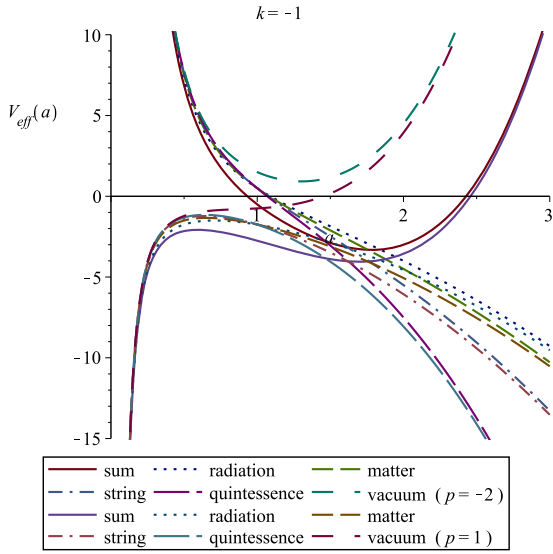 k = −1
10
V_eff(a)
5
0
1
2
3
a
−5
−10
−15
sum radiation matter
string quintessence vacuum (p = −2)
sum radiation matter
string quintessence vacuum (p = 1)